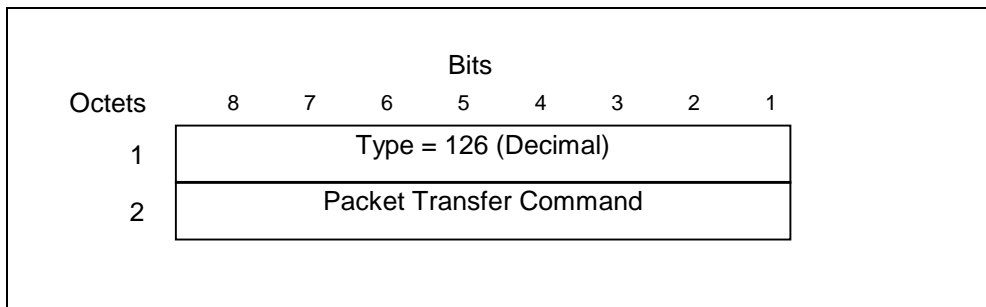 Bits
Octets 8 7 6 5 4 3 2 1
1 Type = 126 (Decimal)
2 Packet Transfer Command